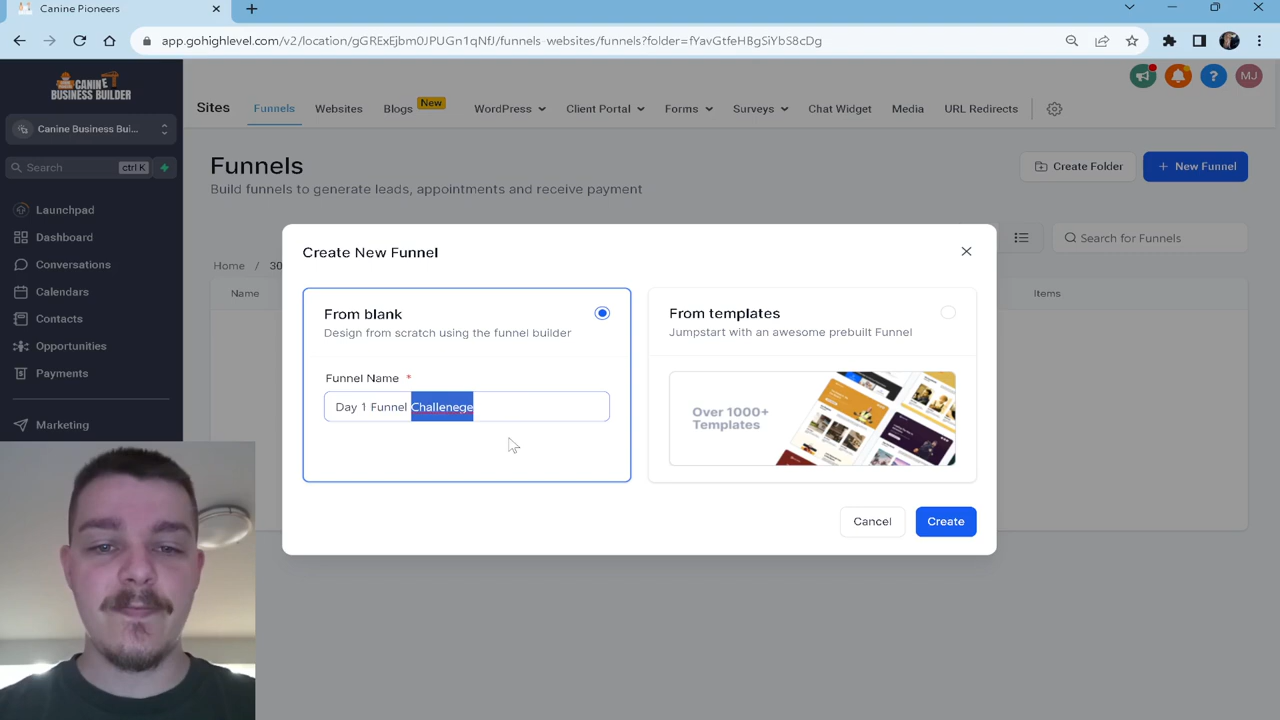 Canine Pioneers
app.gohighlevel.com/v2/location/gGRExEjbm0JPUGn1qNfJ/funnels-websites/funnels?folder=fYavGtfeHBgSiYbS8cDg
CANINE
BUSINESS BUILDER
Canine Business Bui...
Search ctrl K
Launchpad
Dashboard
Conversations
Calendars
Contacts
Opportunities
Payments
Marketing
Sites Funnels Websites Blogs New WordPress Client Portal Forms Surveys Chat Widget Media URL Redirects
MJ
Funnels
Build funnels to generate leads, appointments and receive payment
Create Folder
+ New Funnel
Search for Funnels
Home / 30
Name
Items
Create New Funnel
From blank
Design from scratch using the funnel builder
Funnel Name *
Day 1 Funnel Challenege
From templates
Jumpstart with an awesome prebuilt Funnel
Over 1000+
Templates
Cancel
Create